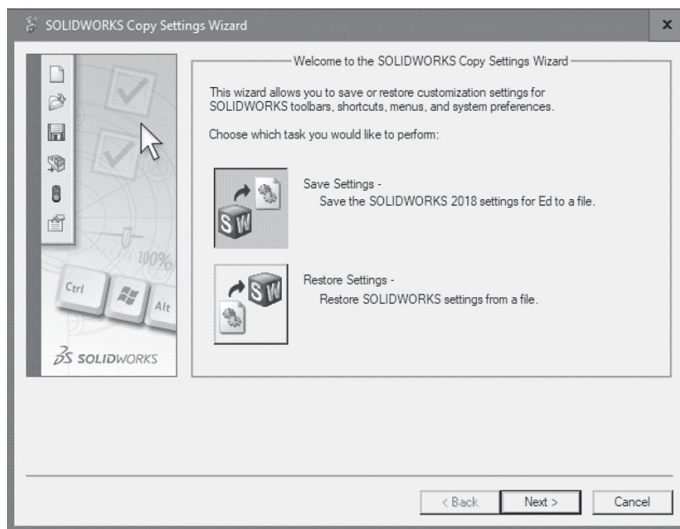 SOLIDWORKS Copy Settings Wizard
x
Welcome to the SOLIDWORKS Copy Settings Wizard
This wizard allows you to save or restore customization settings for
SOLIDWORKS toolbars, shortcuts, menus, and system preferences.
Choose which task you would like to perform:
SW
Save Settings -
Save the SOLIDWORKS 2018 settings for Ed to a file.
SW
Restore Settings -
Restore SOLIDWORKS settings from a file.
100%
Ctrl
Alt
SOLIDWORKS
< Back
Next >
Cancel